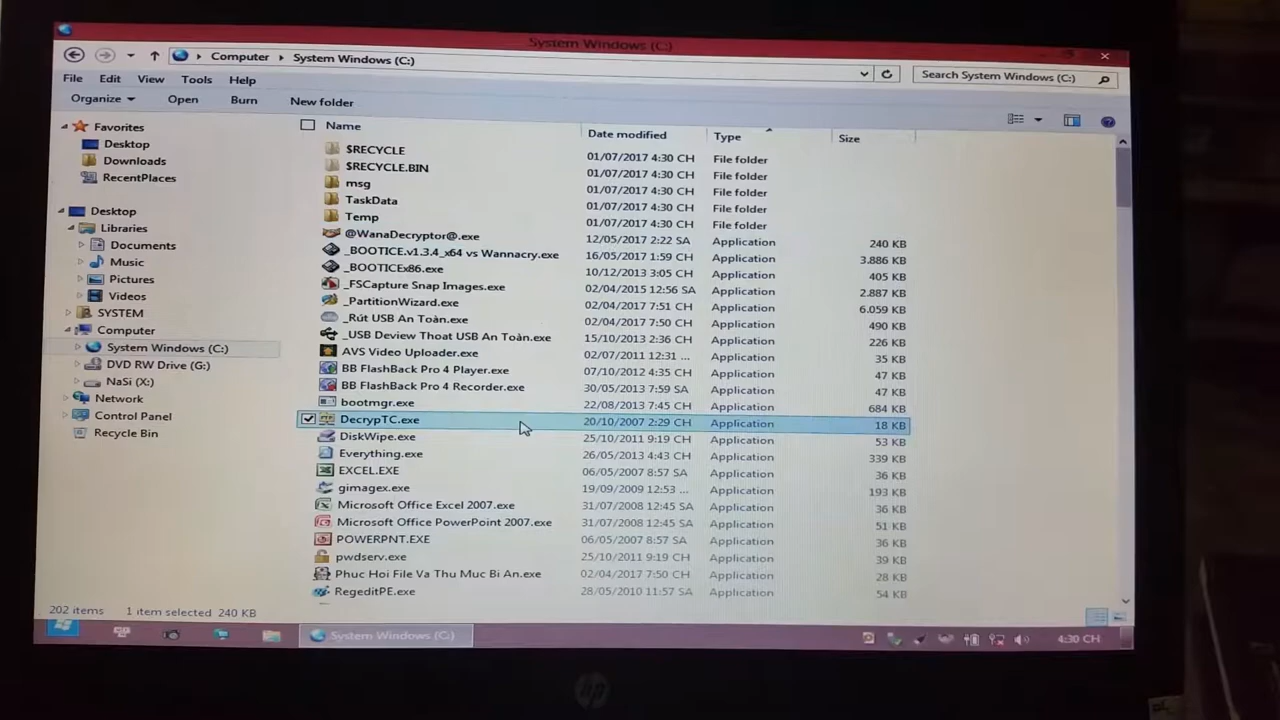 System Windows (C:)
Computer System Windows (C:)
Search System Windows (C:)
File Edit View Tools Help
Organize Open Burn New folder
Name Date modified Type Size
Favorites
Desktop
Downloads
RecentPlaces
Desktop
Libraries
Documents
Music
Pictures
Videos
SYSTEM
Computer
System Windows (C:)
DVD RW Drive (G:)
NaSi (X:)
Network
Control Panel
Recycle Bin
$RECYCLE 01/07/2017 4:30 CH File folder
$RECYCLE.BIN 01/07/2017 4:30 CH File folder
msg 01/07/2017 4:30 CH File folder
TaskData 01/07/2017 4:30 CH File folder
Temp 01/07/2017 4:30 CH File folder
@WanaDecryptor@.exe 12/05/2017 2:22 SA Application 240 KB
_BOOTICE.v1.3.4_x64 vs Wannacry.exe 16/05/2017 1:59 CH Application 3.886 KB
_BOOTICEx86.exe 10/12/2013 3:05 CH Application 405 KB
_FSCapture Snap Images.exe 02/04/2015 12:56 SA Application 2.887 KB
_PartitionWizard.exe 02/04/2017 7:51 CH Application 6.059 KB
_Rút USB An Toàn.exe 02/04/2017 7:50 CH Application 490 KB
_USB Deview Thoat USB An Toàn.exe 15/10/2013 2:36 CH Application 226 KB
AVS Video Uploader.exe 02/07/2011 12:31 ... Application 35 KB
BB FlashBack Pro 4 Player.exe 07/10/2012 4:35 CH Application 47 KB
BB FlashBack Pro 4 Recorder.exe 30/05/2013 7:59 SA Application 47 KB
bootmgr.exe 22/08/2013 7:45 CH Application 684 KB
DecrypTC.exe 20/10/2007 2:29 CH Application 18 KB
DiskWipe.exe 25/10/2011 9:19 CH Application 53 KB
Everything.exe 26/05/2013 4:43 CH Application 339 KB
EXCEL.EXE 06/05/2007 8:57 SA Application 36 KB
gimagex.exe 19/09/2009 12:53 ... Application 193 KB
Microsoft Office Excel 2007.exe 31/07/2008 12:45 SA Application 36 KB
Microsoft Office PowerPoint 2007.exe 31/07/2008 12:45 SA Application 51 KB
POWERPNT.EXE 06/05/2007 8:57 SA Application 36 KB
pwdserv.exe 25/10/2011 9:19 CH Application 39 KB
Phuc Hoi File Va Thu Muc Bi An.exe 02/04/2017 7:50 CH Application 28 KB
RegeditPE.exe 28/05/2010 11:57 SA Application 54 KB
202 items 1 item selected 240 KB
System Windows (C:)
4:30 CH
hp